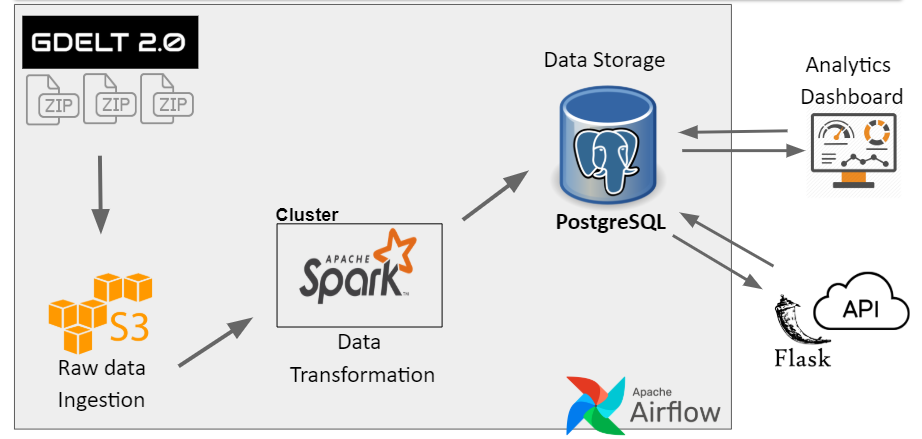 GDELT 2.0
ZIP
ZIP
ZIP
Data Storage
Analytics
Dashboard
PostgreSQL
Cluster
APACHE
Spark
TM
S3
Raw data
Ingestion
Data
Transformation
API
Flask
Apache
Airflow